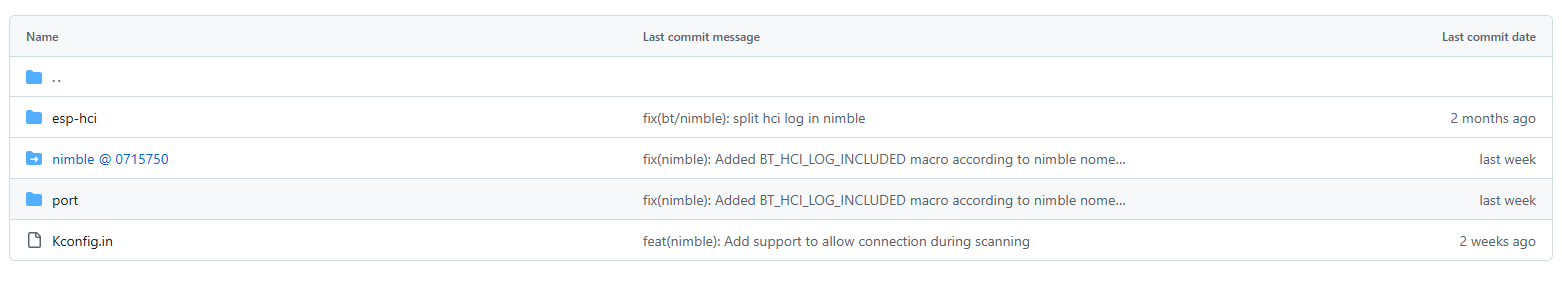 Name Last commit message Last commit date
..
esp-hci fix(bt/nimble): split hci log in nimble 2 months ago
nimble @ 0715750 fix(nimble): Added BT_HCI_LOG_INCLUDED macro according to nimble nome... last week
port fix(nimble): Added BT_HCI_LOG_INCLUDED macro according to nimble nome... last week
Kconfig.in feat(nimble): Add support to allow connection during scanning 2 weeks ago